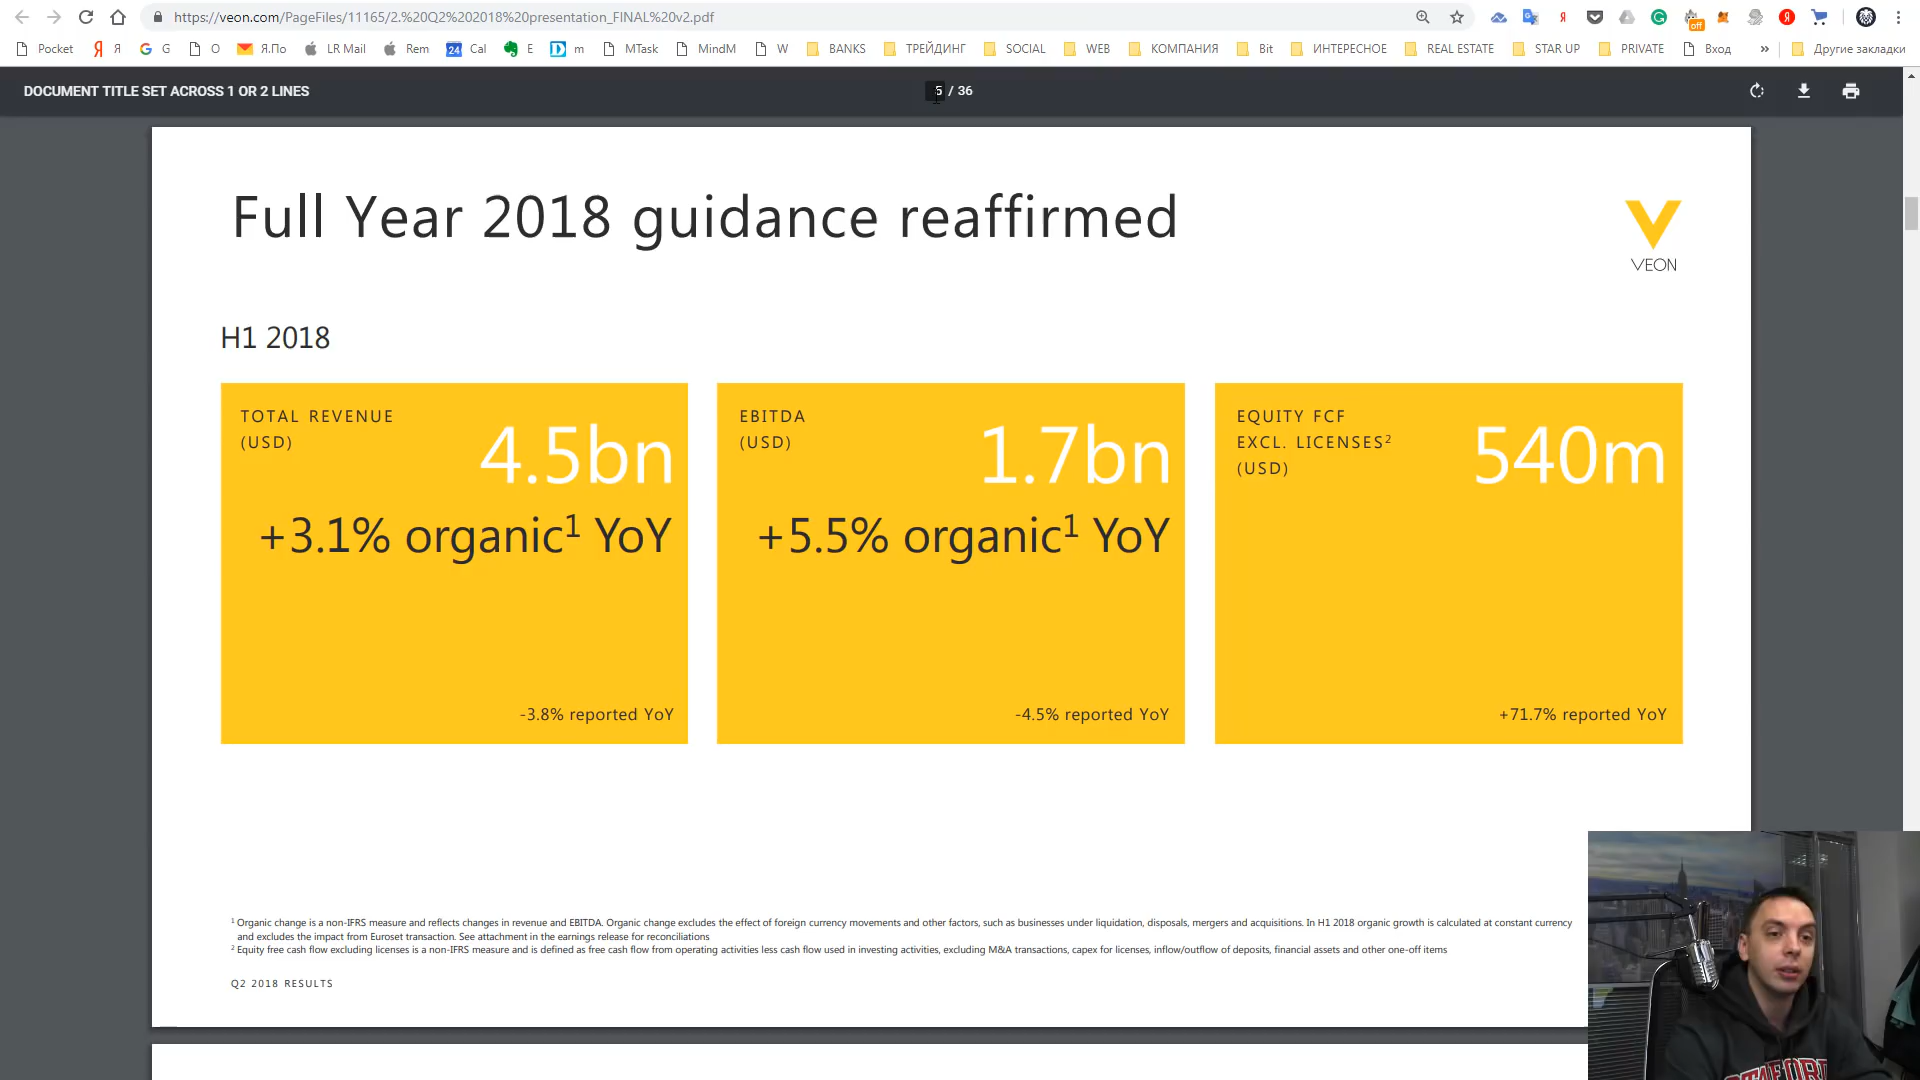 https://veon.com/PageFiles/11165/2.%20Q2%202018%20presentation_FINAL%20v2.pdf
Pocket Я G O Я.По LR Mail Rem 24 Cal E m MTask MindM W BANKS ТРЕЙДИНГ SOCIAL WEB КОМПАНИЯ Bit ИНТЕРЕСНОЕ REAL ESTATE STAR UP PRIVATE Вход » Другие закладки
DOCUMENT TITLE SET ACROSS 1 OR 2 LINES
5 / 36
Full Year 2018 guidance reaffirmed
VEON
H1 2018
TOTAL REVENUE
(USD)
4.5bn
+3.1% organic¹ YoY
-3.8% reported YoY
EBITDA
(USD)
1.7bn
+5.5% organic¹ YoY
-4.5% reported YoY
EQUITY FCF
EXCL. LICENSES²
(USD)
540m
+71.7% reported YoY
¹ Organic change is a non-IFRS measure and reflects changes in revenue and EBITDA. Organic change excludes the effect of foreign currency movements and other factors, such as businesses under liquidation, disposals, mergers and acquisitions. In H1 2018 organic growth is calculated at constant currency
and excludes the impact from Euroset transaction. See attachment in the earnings release for reconciliations
² Equity free cash flow excluding licenses is a non-IFRS measure and is defined as free cash flow from operating activities less cash flow used in investing activities, excluding M&A transactions, capex for licenses, inflow/outflow of deposits, financial assets and other one-off items
Q2 2018 RESULTS